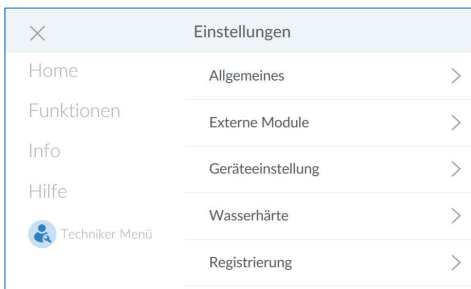 Einstellungen
Home
Funktionen
Info
Hilfe
Techniker Menü
Allgemeines
Externe Module
Geräteeinstellung
Wasserhärte
Registrierung